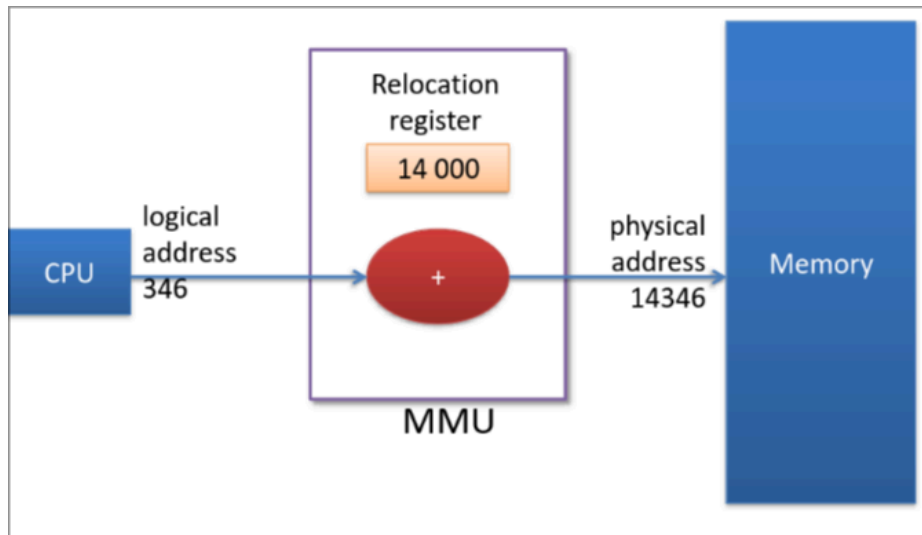 Relocation
register
14 000
logical
address
346
CPU
+
physical
address
14346
Memory
MMU